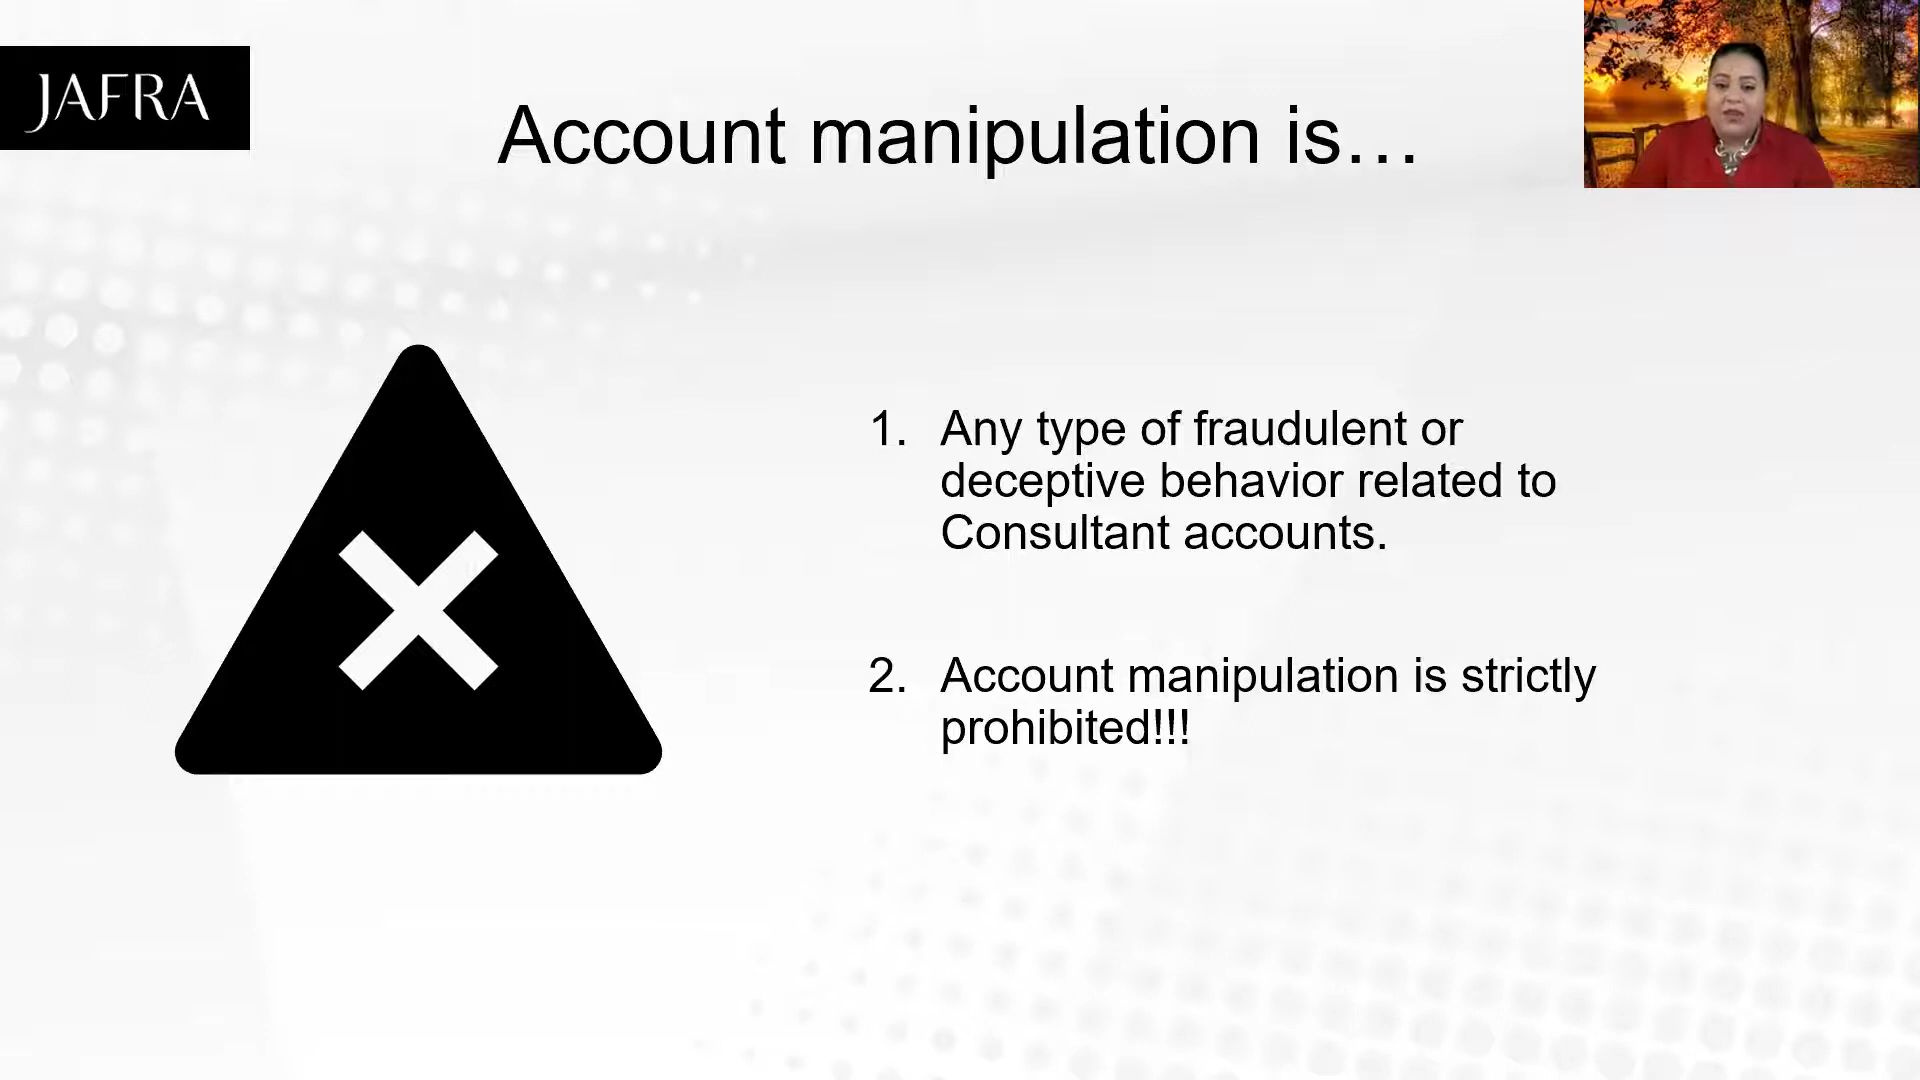 JAFRA
Account manipulation is…
1. Any type of fraudulent or
deceptive behavior related to
Consultant accounts.
2. Account manipulation is strictly
prohibited!!!